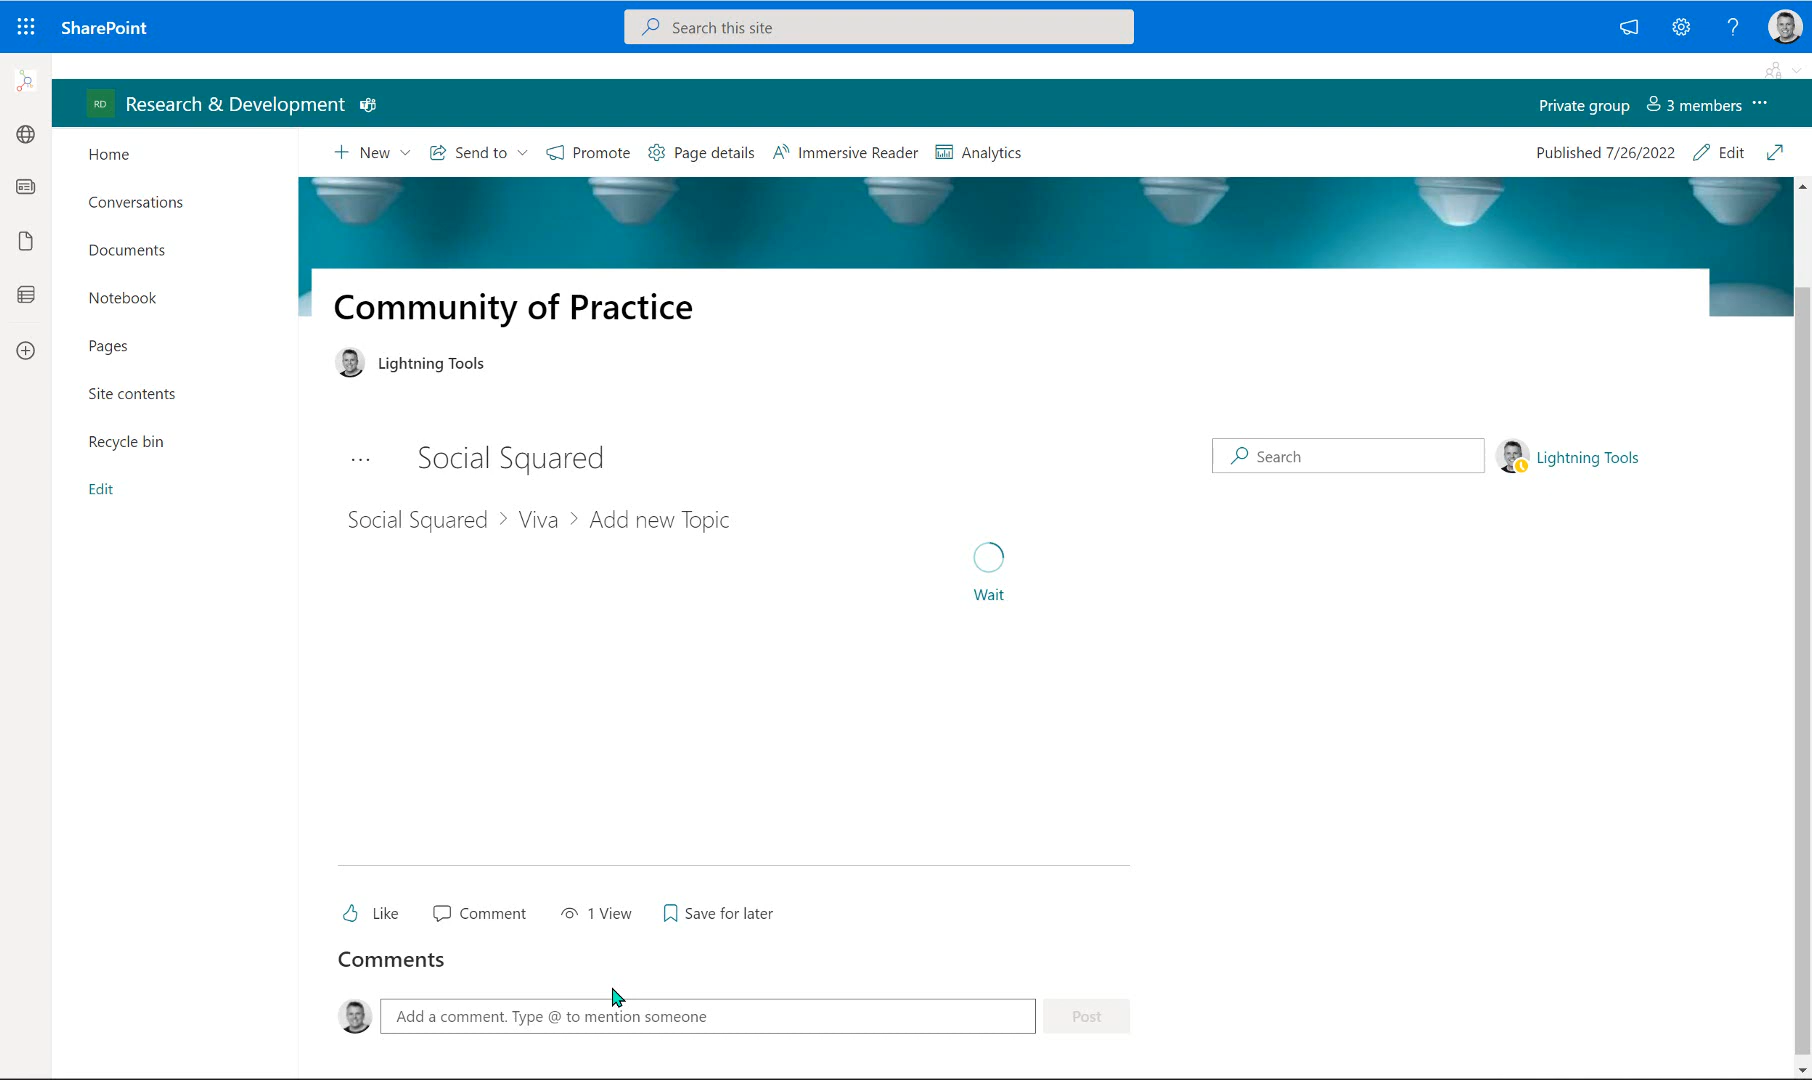 SharePoint
Search this site
RD
Research & Development
Private group
3 members
Home
Conversations
Documents
Notebook
Pages
Site contents
Recycle bin
Edit
New
Send to
Promote
Page details
Immersive Reader
Analytics
Published 7/26/2022
Edit
Community of Practice
Lightning Tools
Social Squared
Search
Lightning Tools
Social Squared > Viva > Add new Topic
Wait
Like
Comment
1 View
Save for later
Comments
Add a comment. Type @ to mention someone
Post